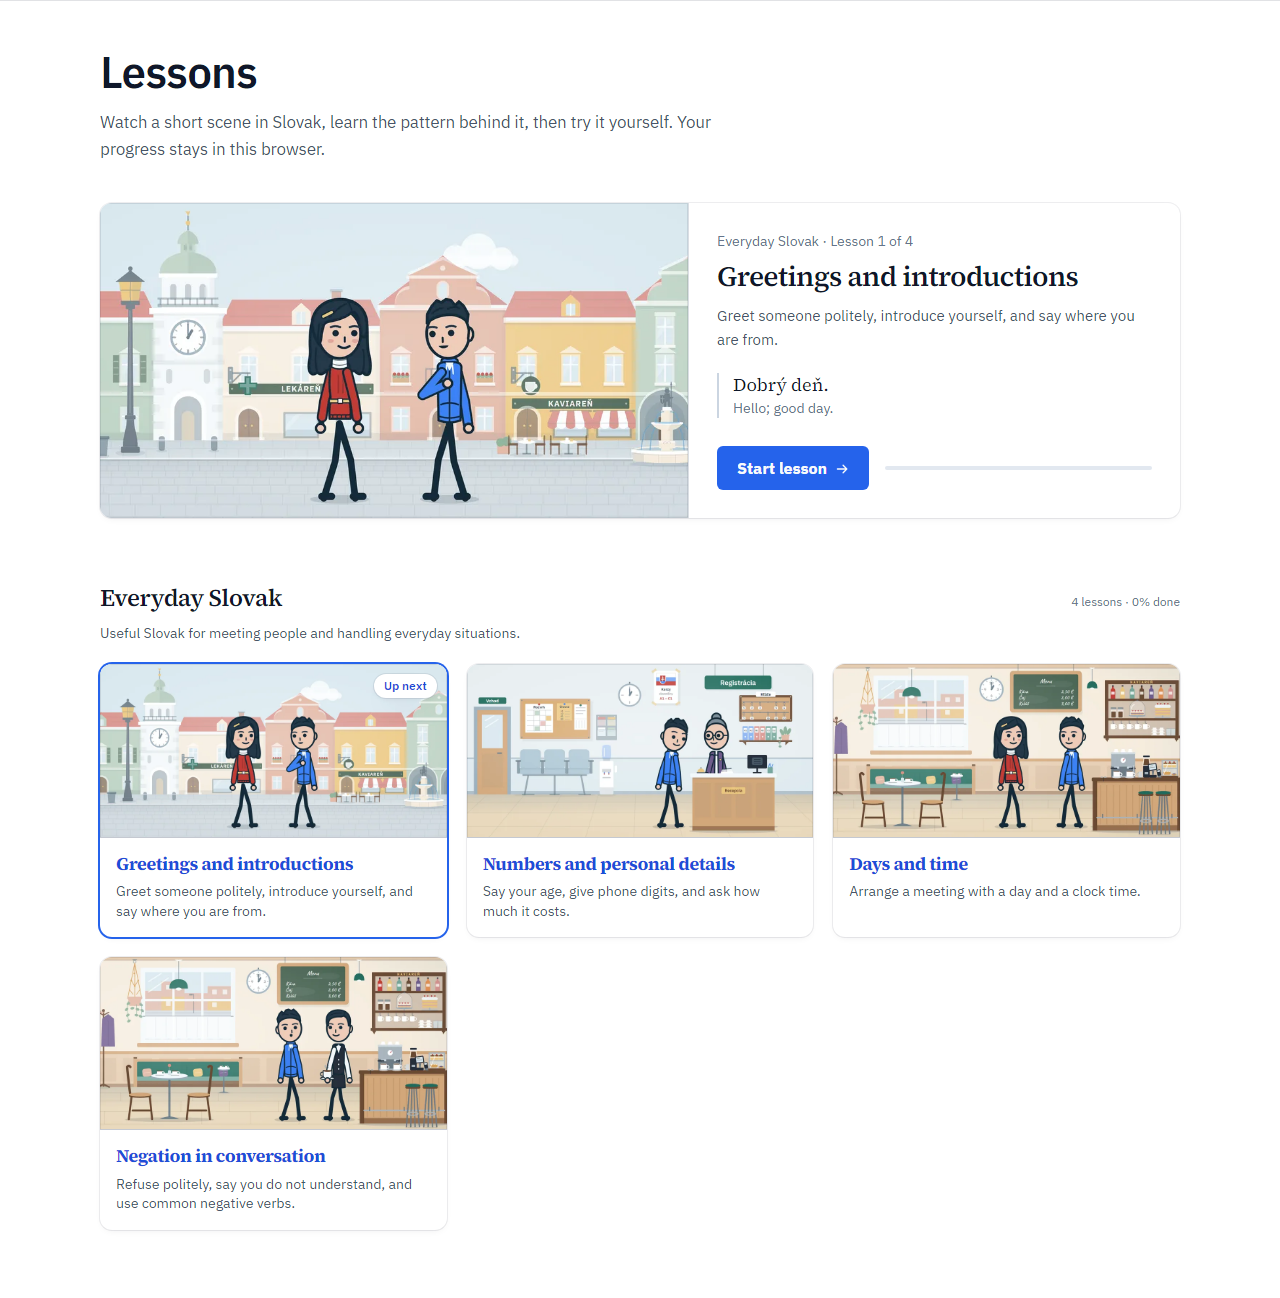 Lessons
Watch a short scene in Slovak, learn the pattern behind it, then try it yourself. Your
progress stays in this browser.
LEKÁREŇ
KAVIAREŇ
Everyday Slovak · Lesson 1 of 4
Greetings and introductions
Greet someone politely, introduce yourself, and say where you
are from.
Dobrý deň.
Hello; good day.
Start lesson →
Everyday Slovak
4 lessons · 0% done
Useful Slovak for meeting people and handling everyday situations.
Up next
KAVIAREŇ
Greetings and introductions
Greet someone politely, introduce yourself, and
say where you are from.
Registrácia
Numbers and personal details
Say your age, give phone digits, and ask how
much it costs.
Menu
Days and time
Arrange a meeting with a day and a clock time.
Menu
Negation in conversation
Refuse politely, say you do not understand, and
use common negative verbs.